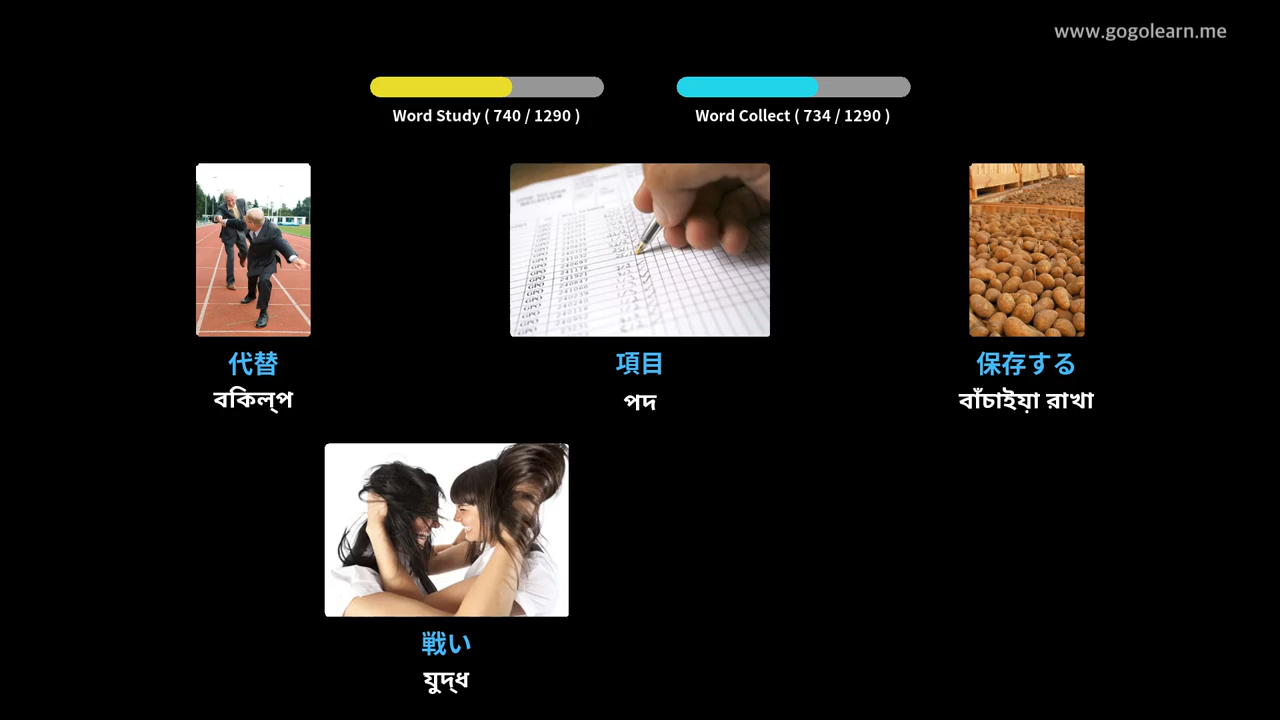 www.gogolearn.me
Word Study ( 740 / 1290 )
Word Collect ( 734 / 1290 )
代替
項目
保存する
বকিল্‌প
পদ
বাঁচাইয়া রাখা
戦い
যুদ্‌ধ